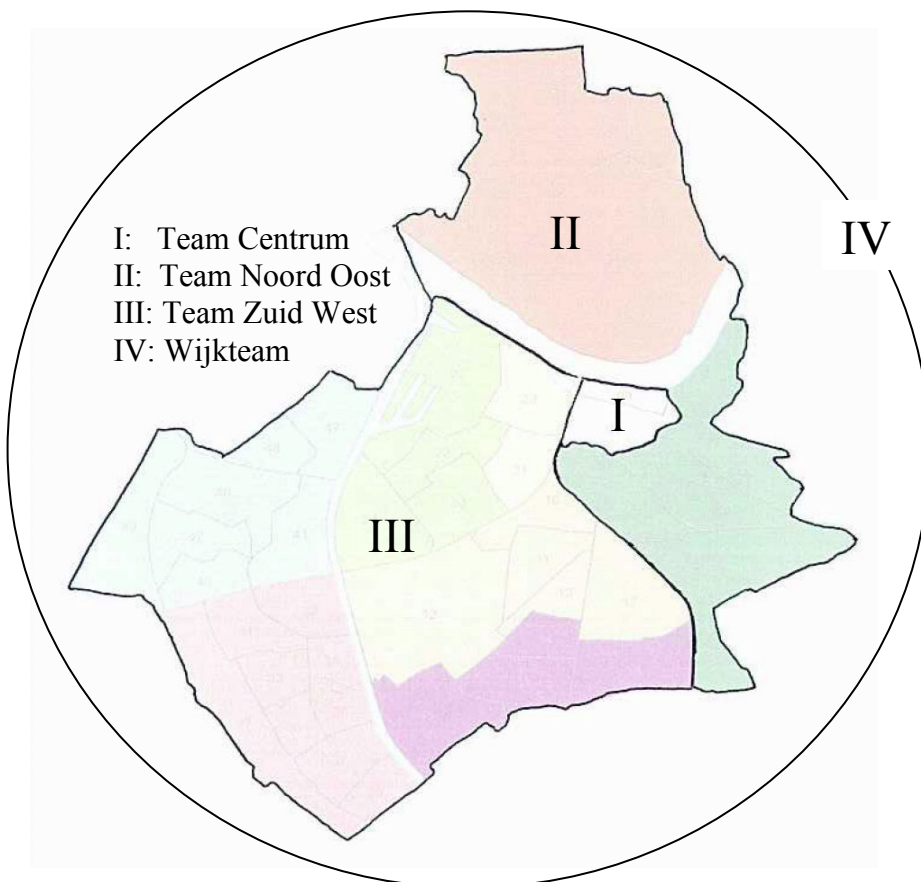 II
IV
I: Team Centrum
II: Team Noord Oost
III: Team Zuid West
IV: Wijkteam
I
III